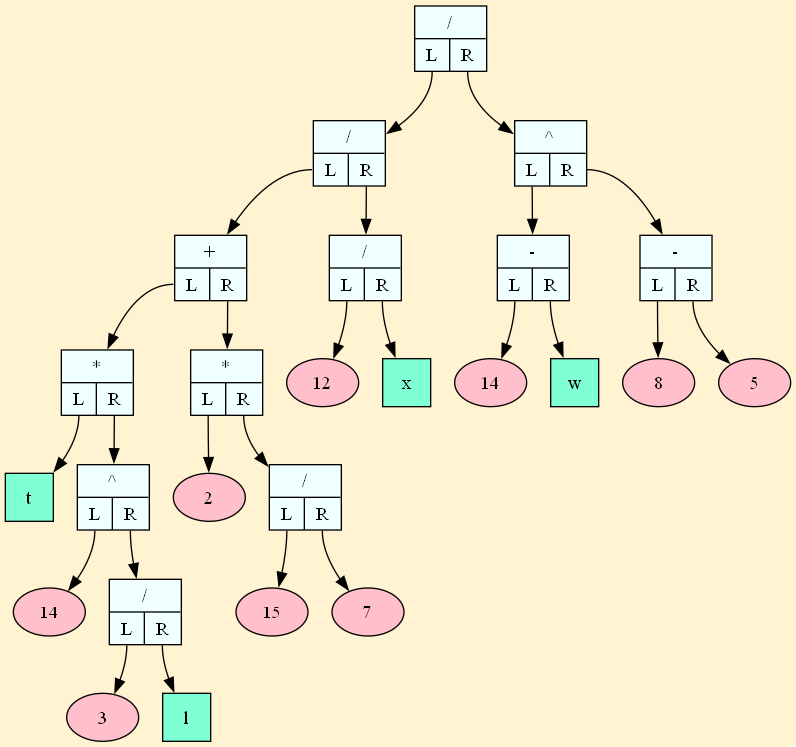 /
L R
/ ^
L R L R
+ / - -
L R L R L R L R
* * 12 x 14 w 8 5
L R L R
t ^ 2 /
L R L R
14 / 15 7
L R
3 l